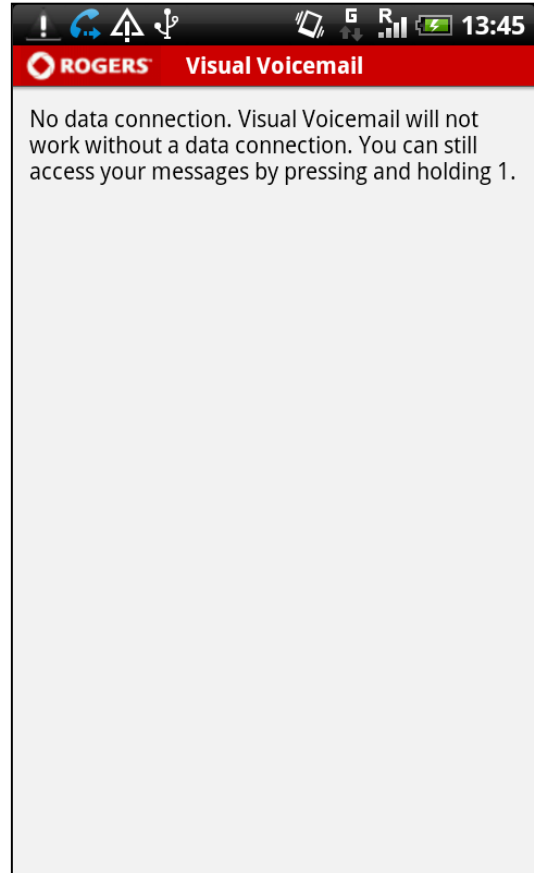 G R 13:45
ROGERS Visual Voicemail
No data connection. Visual Voicemail will not
work without a data connection. You can still
access your messages by pressing and holding 1.